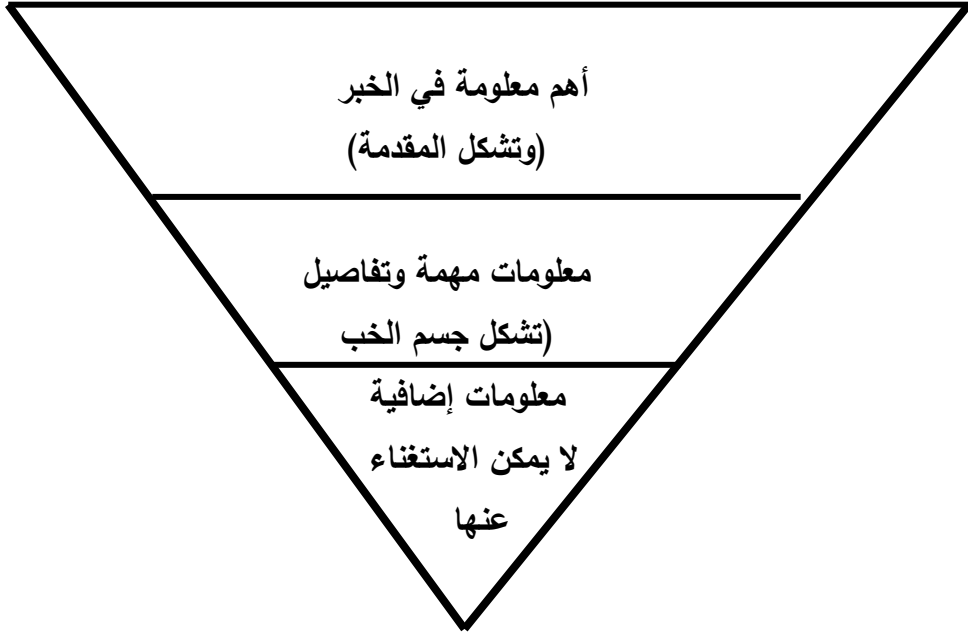 أهم معلومة في الخبر
(وتشكل المقدمة)
معلومات مهمة وتفاصيل
(تشكل جسم الخب
معلومات إضافية
لا يمكن الاستغناء
عنها